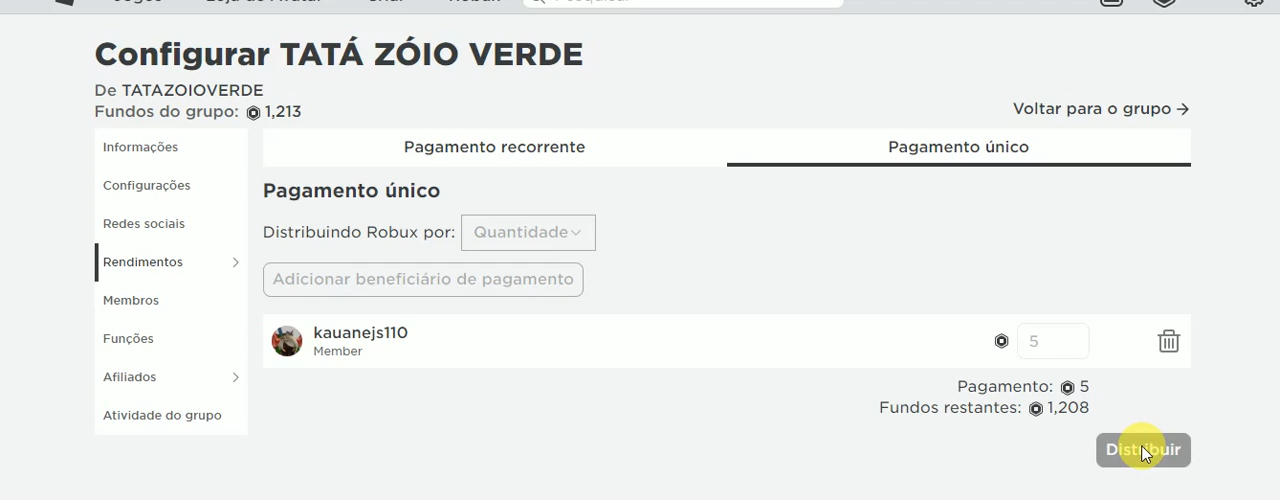 Configurar TATÁ ZÓIO VERDE
De TATAZOIOVERDE
Fundos do grupo: 1,213
Voltar para o grupo →
Informações
Configurações
Redes sociais
Rendimentos
Membros
Funções
Afiliados
Atividade do grupo
Pagamento recorrente
Pagamento único
Pagamento único
Distribuindo Robux por: Quantidade
Adicionar beneficiário de pagamento
kauanejs110
Member
5
Pagamento: 5
Fundos restantes: 1,208
Distribuir